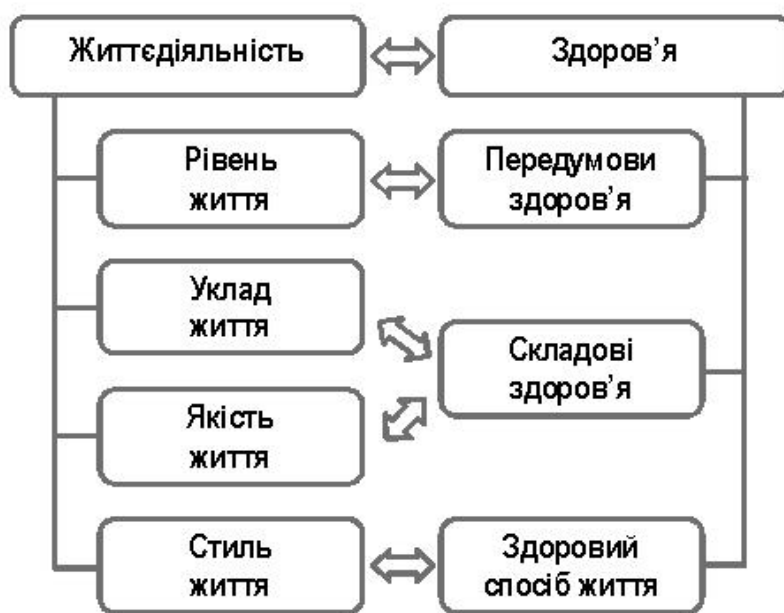 Життєдіяльність
Здоров’я
Рівень
життя
Передумови
здоров’я
Уклад
життя
Складові
здоров’я
Якість
життя
Стиль
життя
Здоровий
спосіб життя